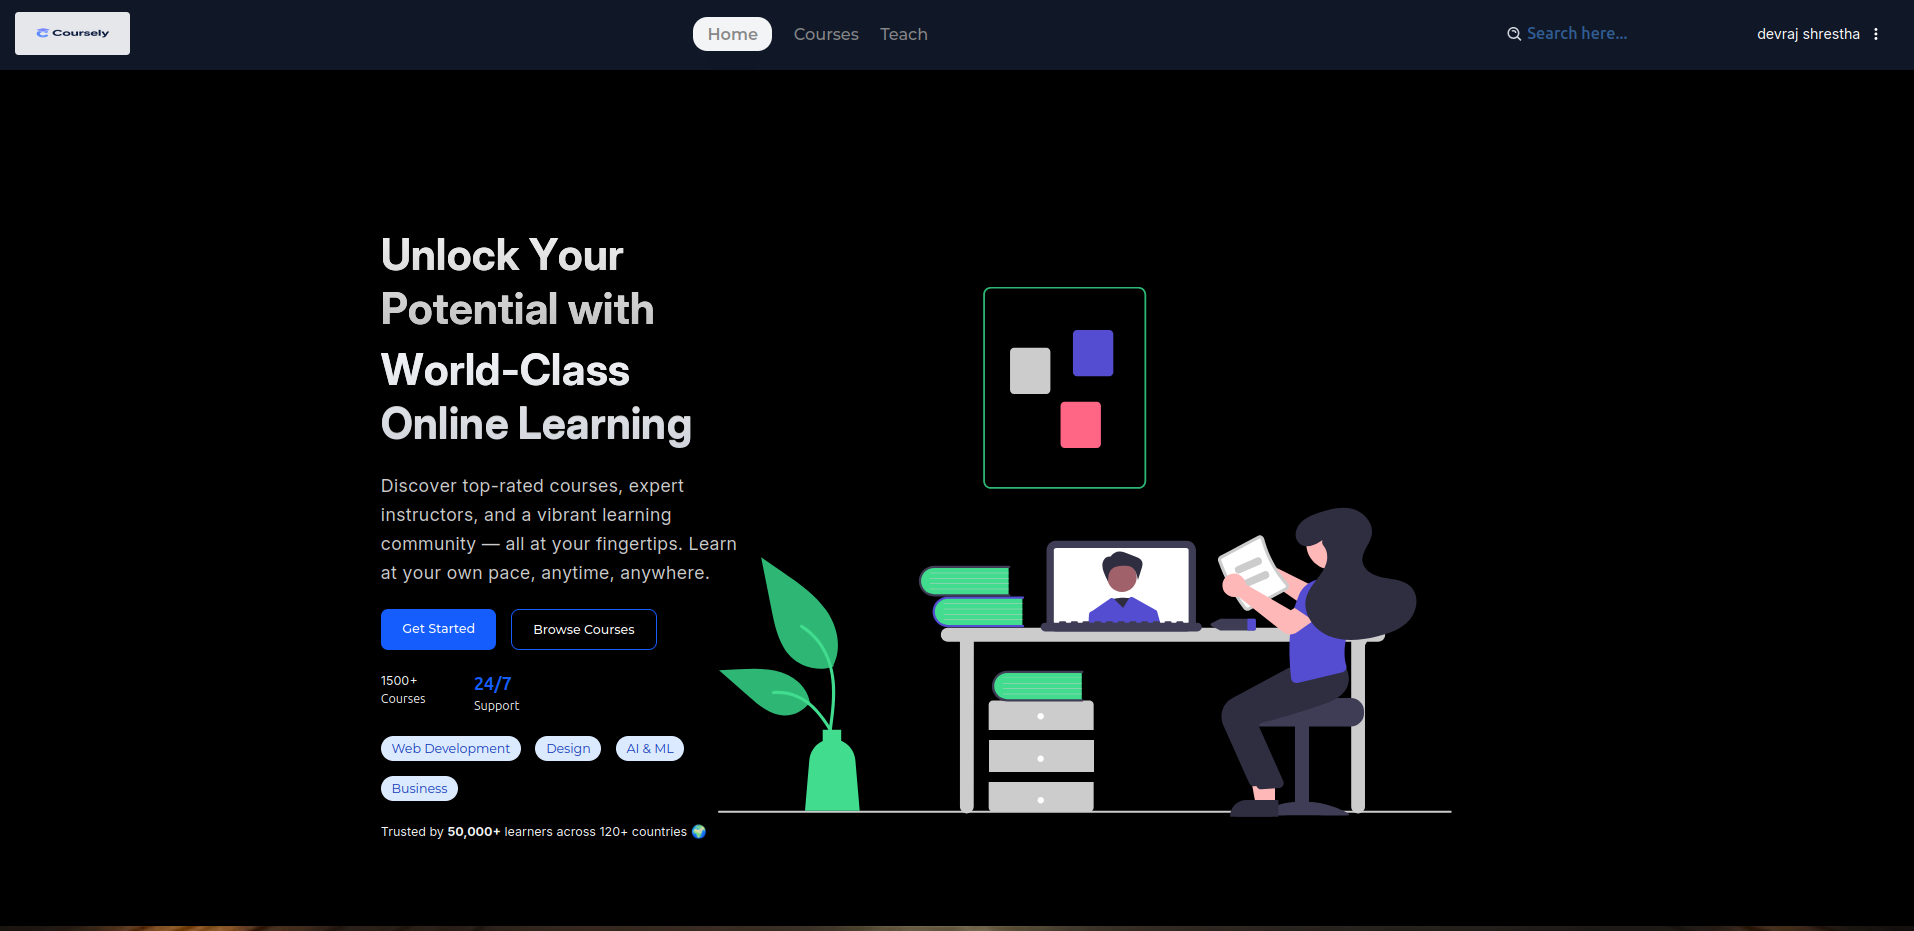 Coursely
Home
Courses
Teach
Search here...
devraj shrestha
Unlock Your
Potential with
World-Class
Online Learning
Discover top-rated courses, expert
instructors, and a vibrant learning
community — all at your fingertips. Learn
at your own pace, anytime, anywhere.
Get Started
Browse Courses
1500+
Courses
24/7
Support
Web Development
Design
AI & ML
Business
Trusted by 50,000+ learners across 120+ countries 🌍